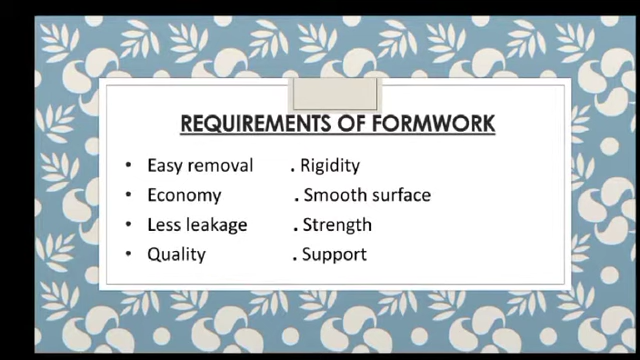 REQUIREMENTS OF FORMWORK
• Easy removal . Rigidity
• Economy . Smooth surface
• Less leakage . Strength
• Quality . Support